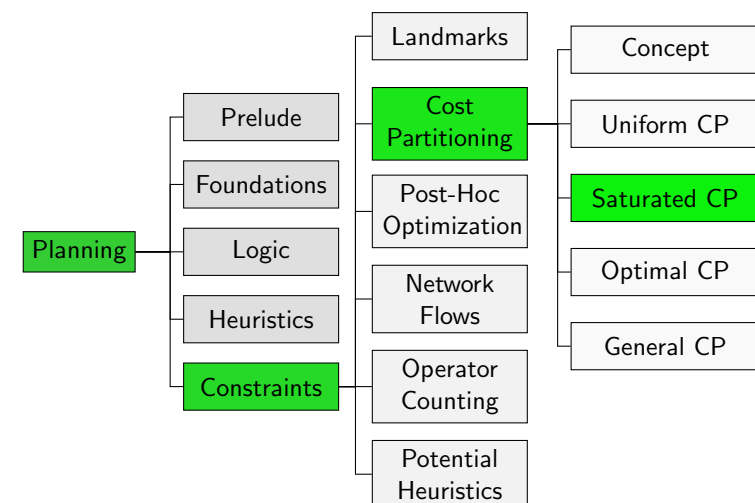 Planning
Prelude
Foundations
Logic
Heuristics
Constraints
Landmarks
Cost
Partitioning
Post-Hoc
Optimization
Network
Flows
Operator
Counting
Potential
Heuristics
Concept
Uniform CP
Saturated CP
Optimal CP
General CP